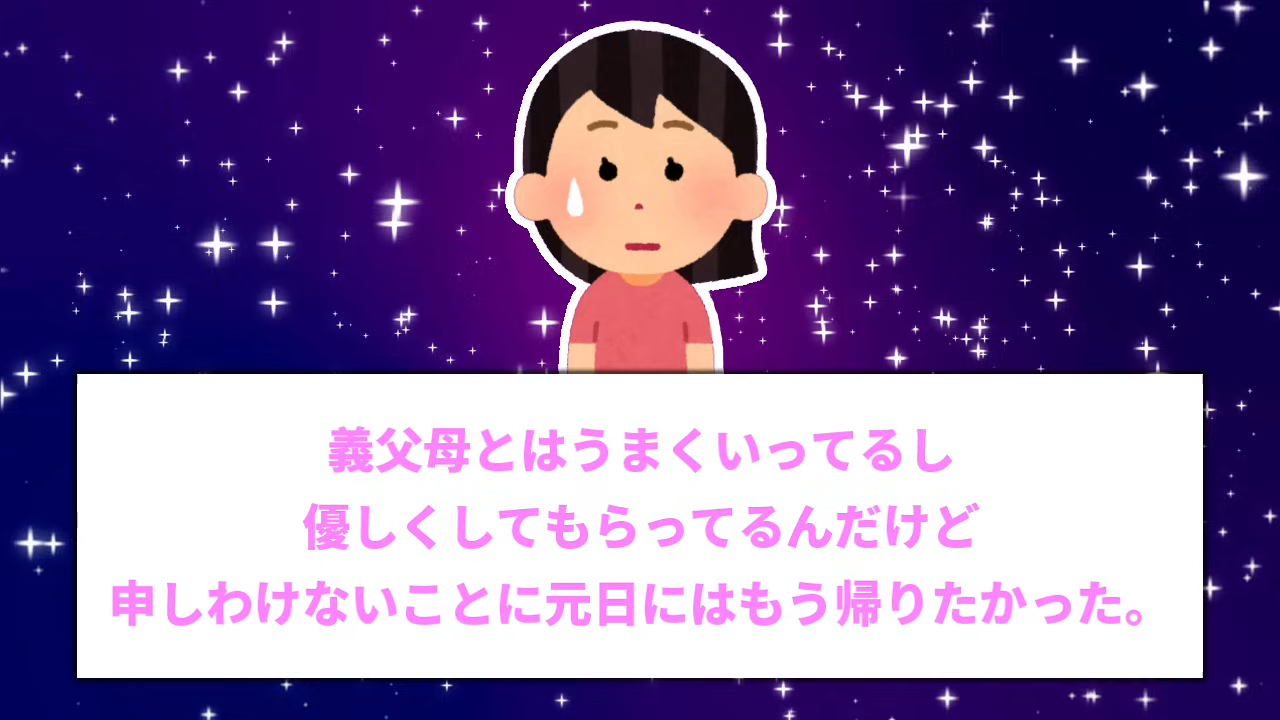 義父母とはうまくいってるし
優しくしてもらってるんだけど
申しわけないことに元日にはもう帰りたかった。